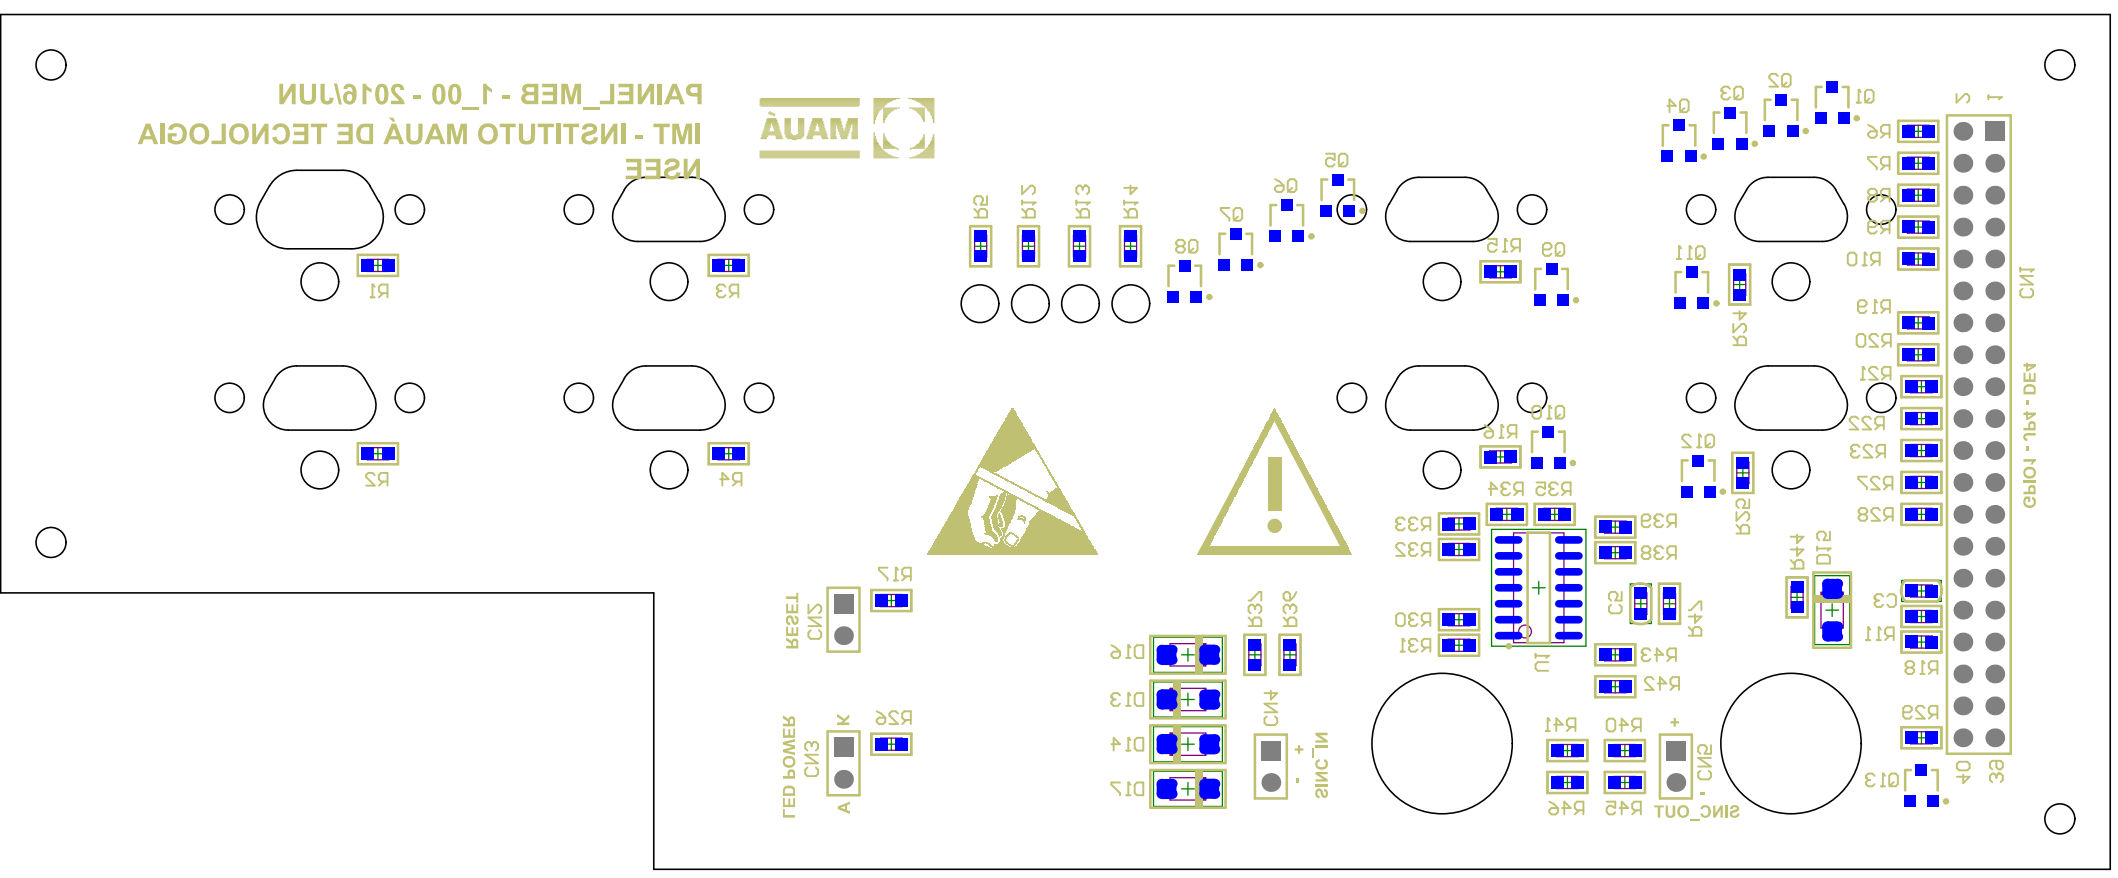 PAINEL_MEB - 1_00 - 2016/JUN
IMT - INSTITUTO MAUÁ DE TECNOLOGIA
NSEE
MAUÁ
Q1
Q2
Q3
Q4
Q5
Q6
Q7
Q8
R5
R12
R13
R14
R1
R3
R2
R4
R15
Q9
Q11
R24
R16
Q10
Q12
R25
2
1
R6
R7
R8
R9
R10
R19
R20
R21
R22
R23
R27
R28
CN1
GPIO1 - JP4 - DE4
R34
R35
R33
R32
R39
R38
R30
R31
U1
C5
R47
R43
R42
R44
D15
C3
R11
R18
R29
40
39
Q13
R17
RESET
CN2
R26
LED POWER
CN3
K
A
D16
D13
D14
D17
R37
R36
CN4
+
-
SINC_IN
R41
R40
R46
R45
+
-
CN5
SINC_OUT